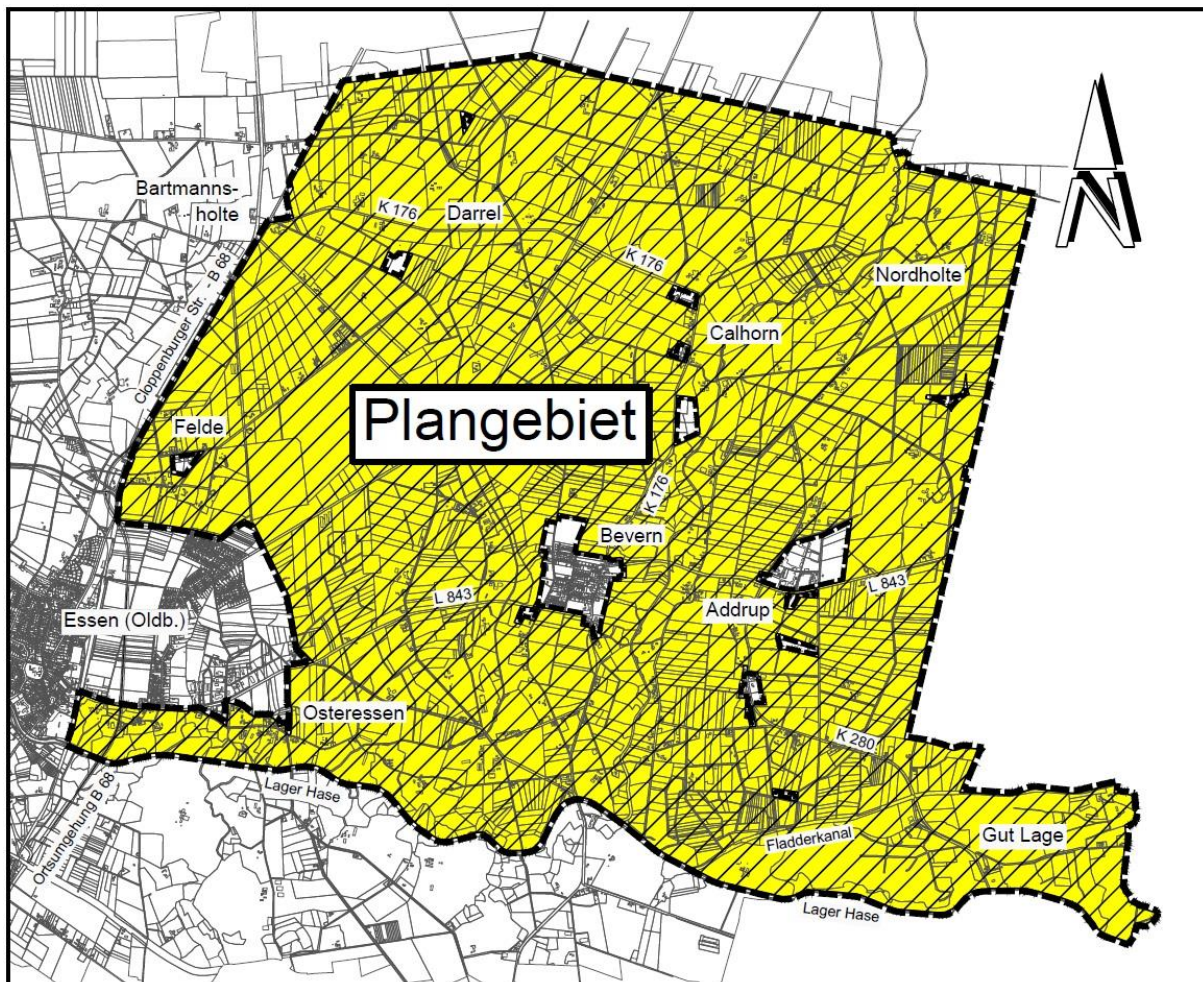 Bartmanns-
holte
K 176
Darrel
K 176
Nordholte
Cloppenburger Str. - B 68
Calhorn
Felde
Plangebiet
K 176
Bevern
L 843
L 843
Essen (Oldb.)
Addrup
Osteressen
K 280
Lager Hase
Ortsumgehung B 68
Fladderkanal
Gut Lage
Lager Hase
N